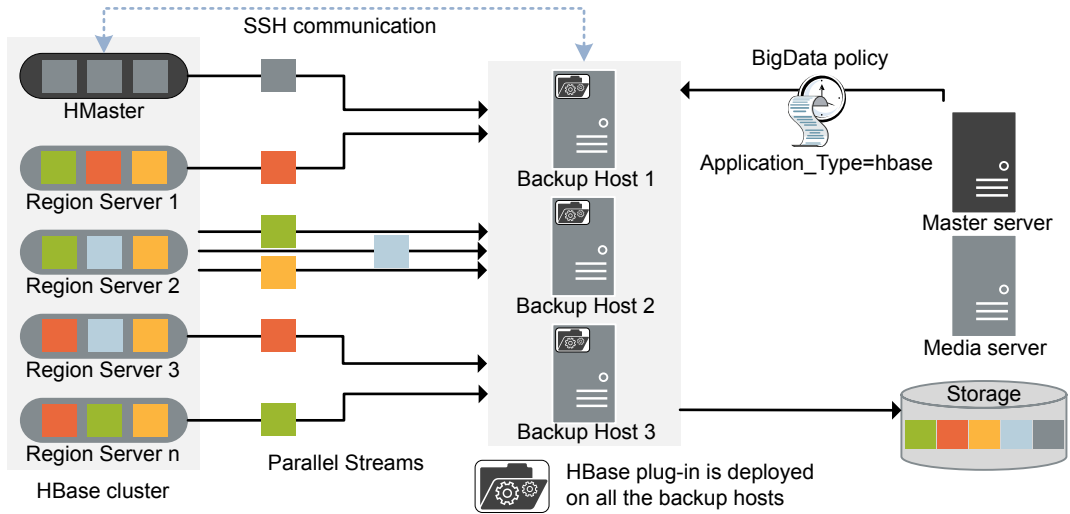 SSH communication
HMaster
Region Server 1
Region Server 2
Region Server 3
Region Server n
HBase cluster
Parallel Streams
Backup Host 1
Backup Host 2
Backup Host 3
HBase plug-in is deployed
on all the backup hosts
BigData policy
Application_Type=hbase
Master server
Media server
Storage